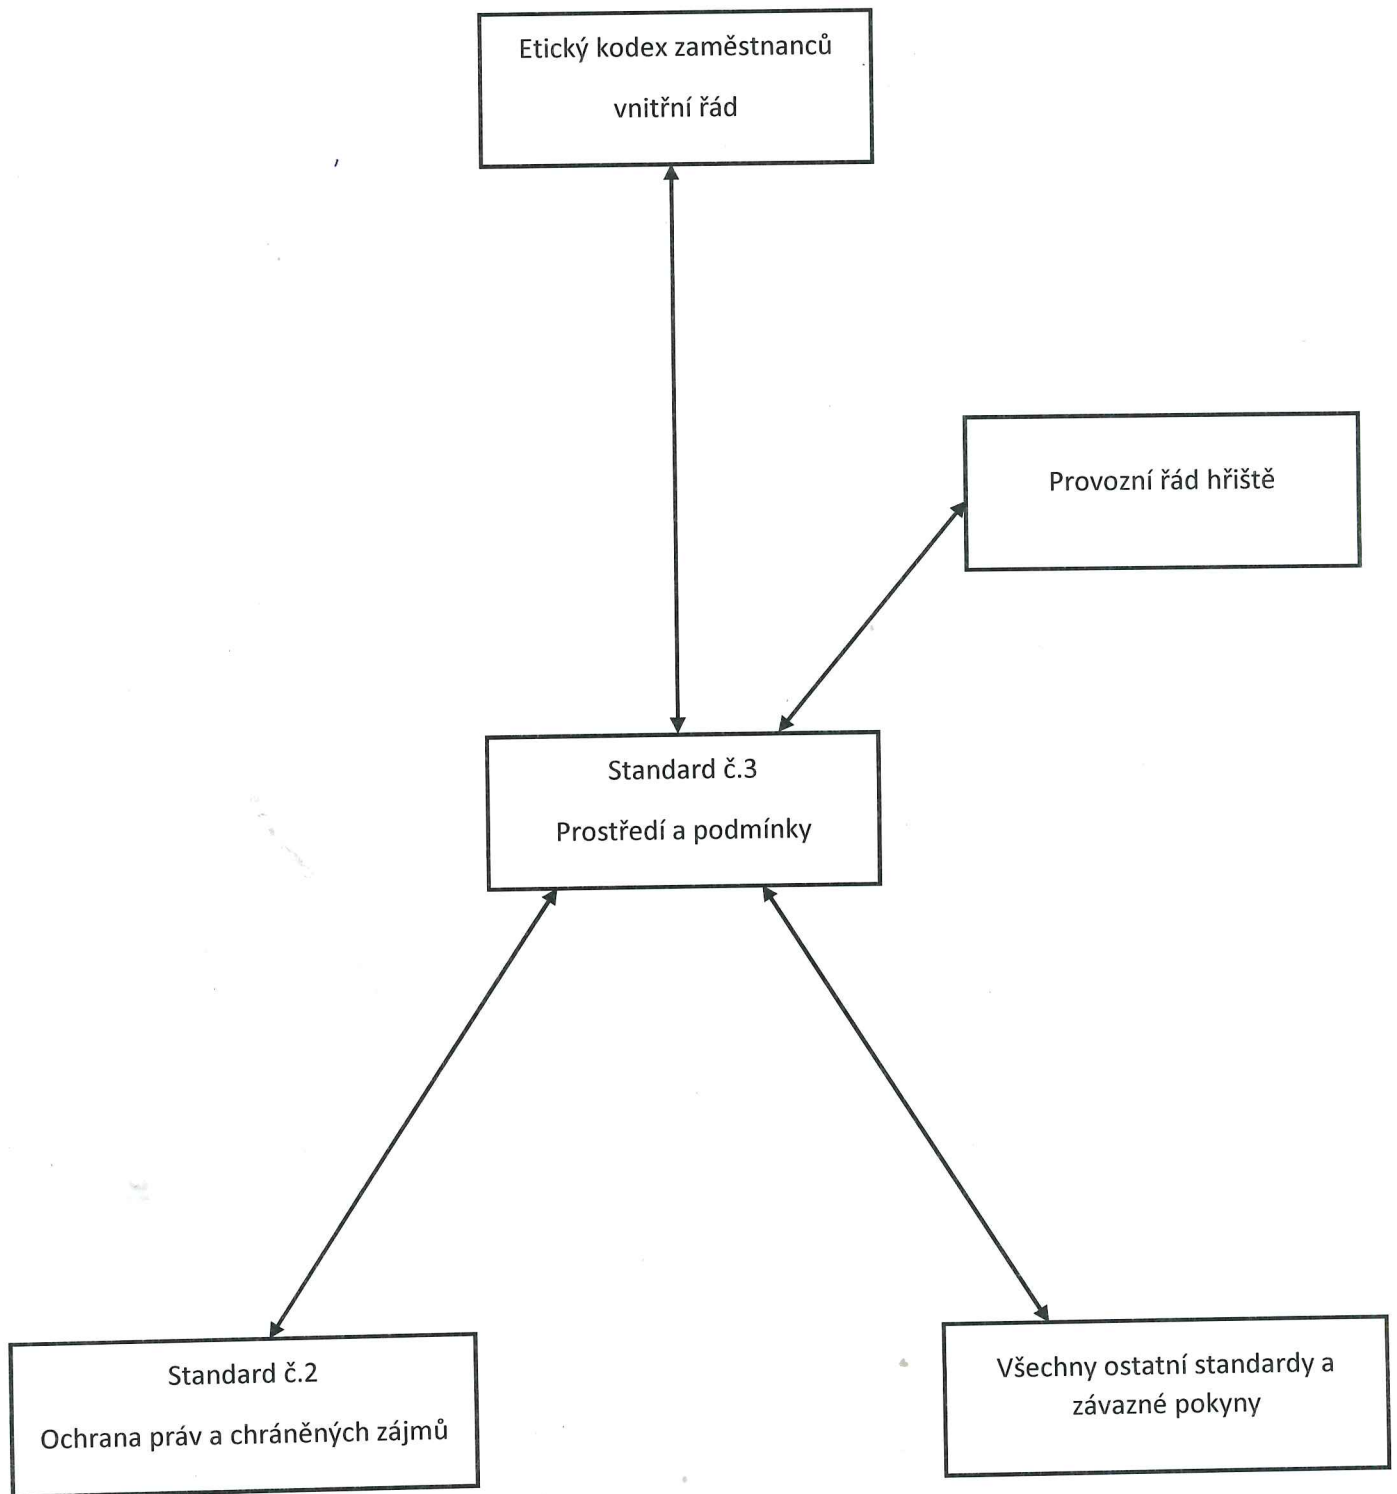 Etický kodex zaměstnanců
vnitřní řád
Provozní řád hřiště
Standard č.3
Prostředí a podmínky
Standard č.2
Ochrana práv a chráněných zájmů
Všechny ostatní standardy a
závazné pokyny